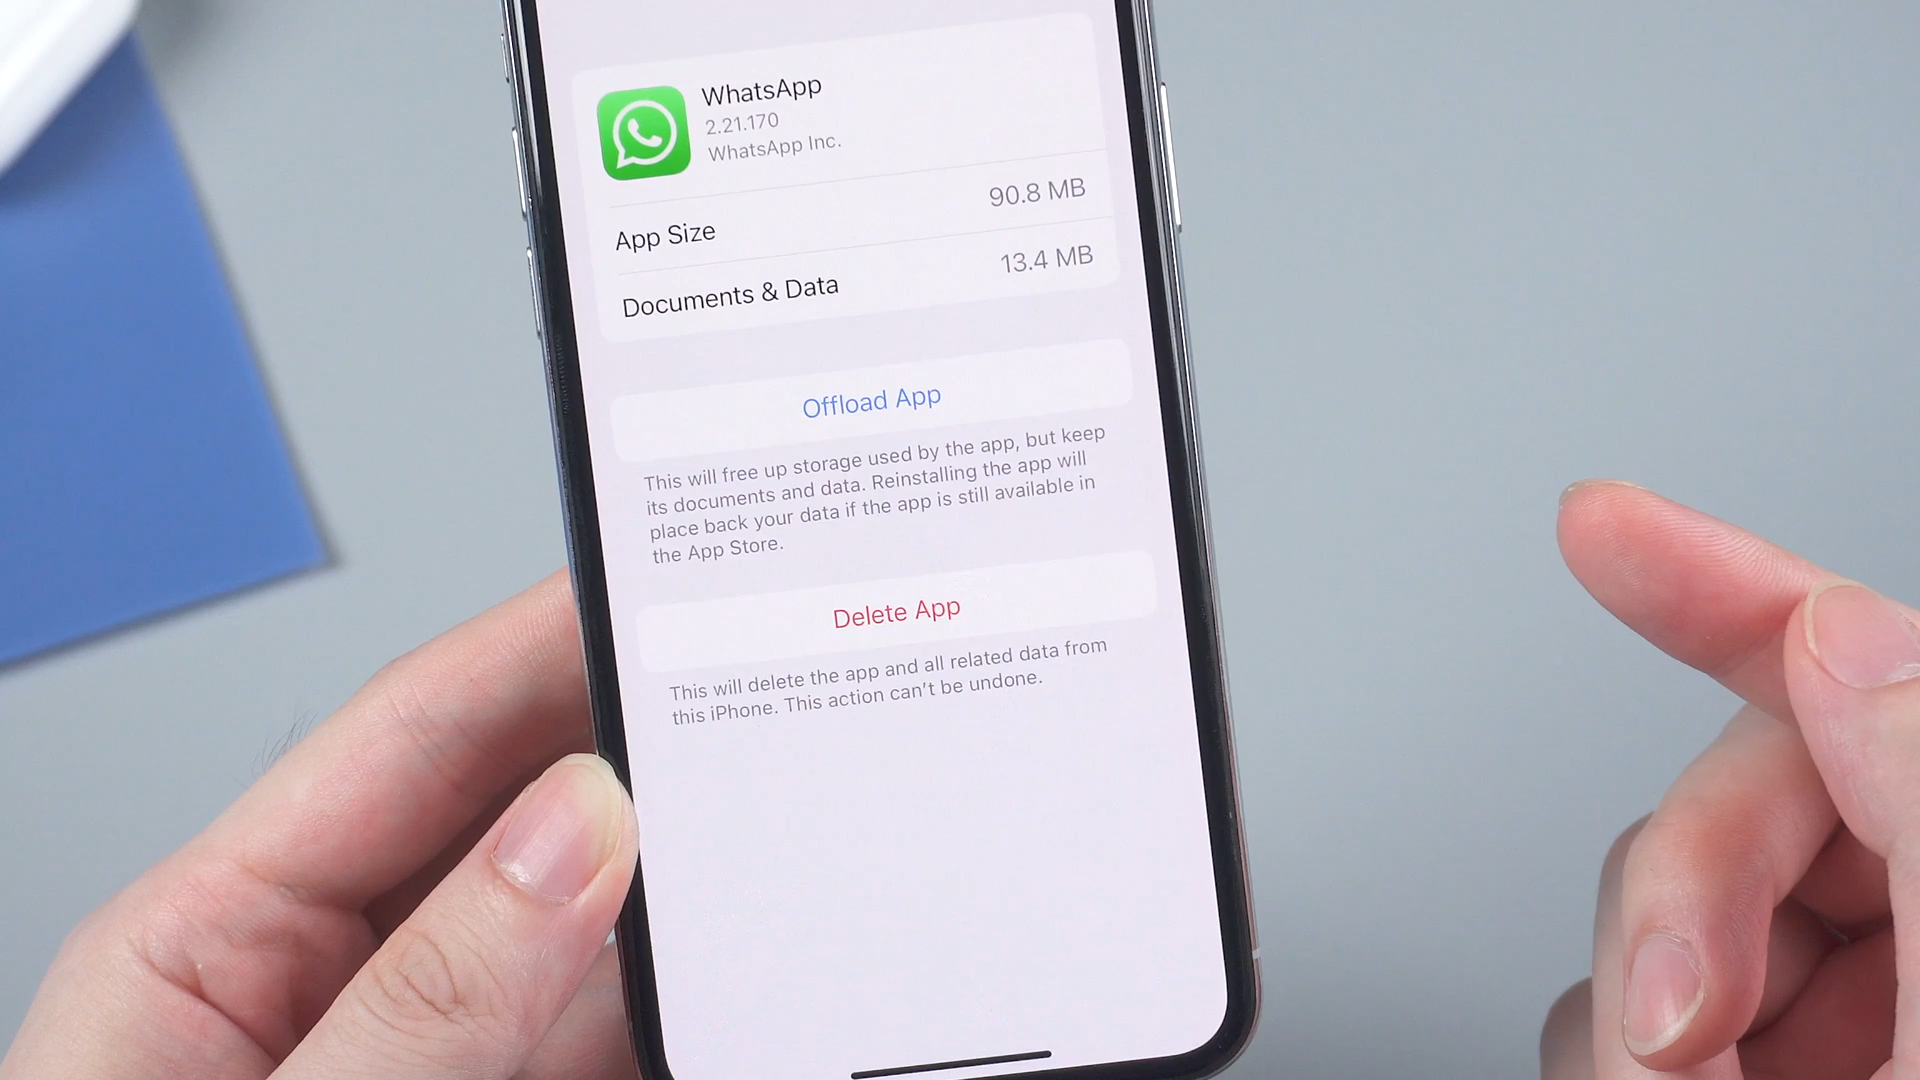 WhatsApp
2.21.170
WhatsApp Inc.
App Size 90.8 MB
Documents & Data 13.4 MB
Offload App
This will free up storage used by the app, but keep
its documents and data. Reinstalling the app will
place back your data if the app is still available in
the App Store.
Delete App
This will delete the app and all related data from
this iPhone. This action can't be undone.